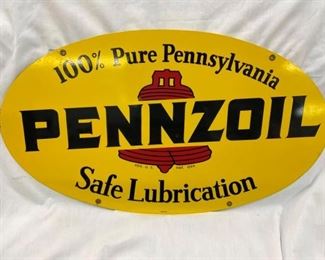 100% Pure Pennsylvania
PENNZOIL
Safe Lubrication